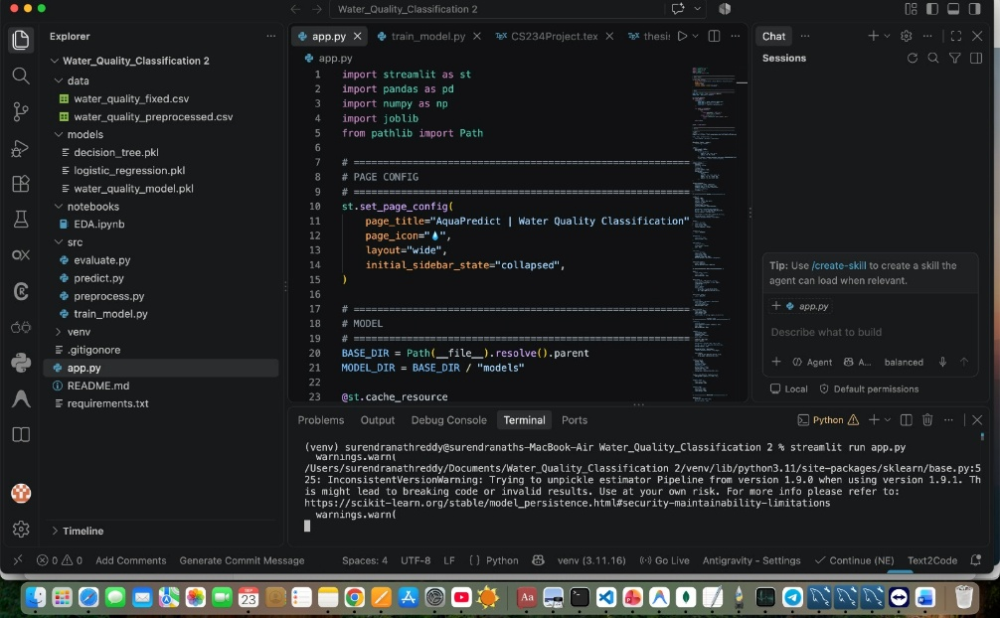 Water_Quality_Classification 2
Explorer
Water_Quality_Classification 2
data
water_quality_fixed.csv
water_quality_preprocessed.csv
models
decision_tree.pkl
logistic_regression.pkl
water_quality_model.pkl
notebooks
EDA.ipynb
src
evaluate.py
predict.py
preprocess.py
train_model.py
venv
.gitigonore
app.py
README.md
requirements.txt
Timeline
app.py train_model.py TEX CS234Project.tex TEX thesis
app.py
1 import streamlit as st
2 import pandas as pd
3 import numpy as np
4 import joblib
5 from pathlib import Path
6
7 # =========================================================
8 # PAGE CONFIG
9 # =========================================================
10 st.set_page_config(
11 page_title="AquaPredict | Water Quality Classification"
12 page_icon="💧",
13 layout="wide",
14 initial_sidebar_state="collapsed",
15 )
16
17 # =========================================================
18 # MODEL
19 # =========================================================
20 BASE_DIR = Path(__file__).resolve().parent
21 MODEL_DIR = BASE_DIR / "models"
22
23 @st.cache_resource
Chat
Sessions
Tip: Use /create-skill to create a skill the
agent can load when relevant.
app.py
Describe what to build
Agent A... balanced
Local Default permissions
Problems Output Debug Console Terminal Ports
Python
(venv) surendranathreddy@surendranaths-MacBook-Air Water_Quality_Classification 2 % streamlit run app.py
warnings.warn(
/Users/surendranathreddy/Documents/Water_Quality_Classification 2/venv/lib/python3.11/site-packages/sklearn/base.py:5
25: InconsistentVersionWarning: Trying to unpickle estimator Pipeline from version 1.9.0 when using version 1.9.1. Th
is might lead to breaking code or invalid results. Use at your own risk. For more info please refer to:
https://scikit-learn.org/stable/model_persistence.html#security-maintainability-limitations
warnings.warn(
0 0 Add Comments Generate Commit Message Spaces: 4 UTF-8 LF { } Python venv (3.11.16) Go Live Antigravity - Settings Continue (NE) Text2Code
23
Aa